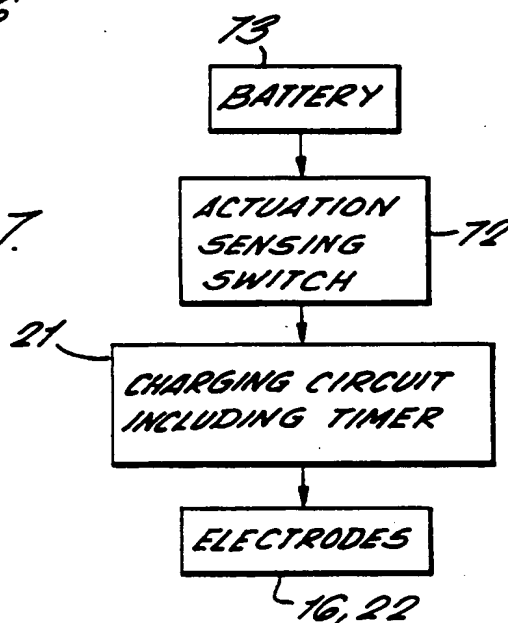 73
BATTERY
7.
ACTUATION
SENSING
SWITCH
72
21
CHARGING CIRCUIT
INCLUDING TIMER
ELECTRODES
16, 22